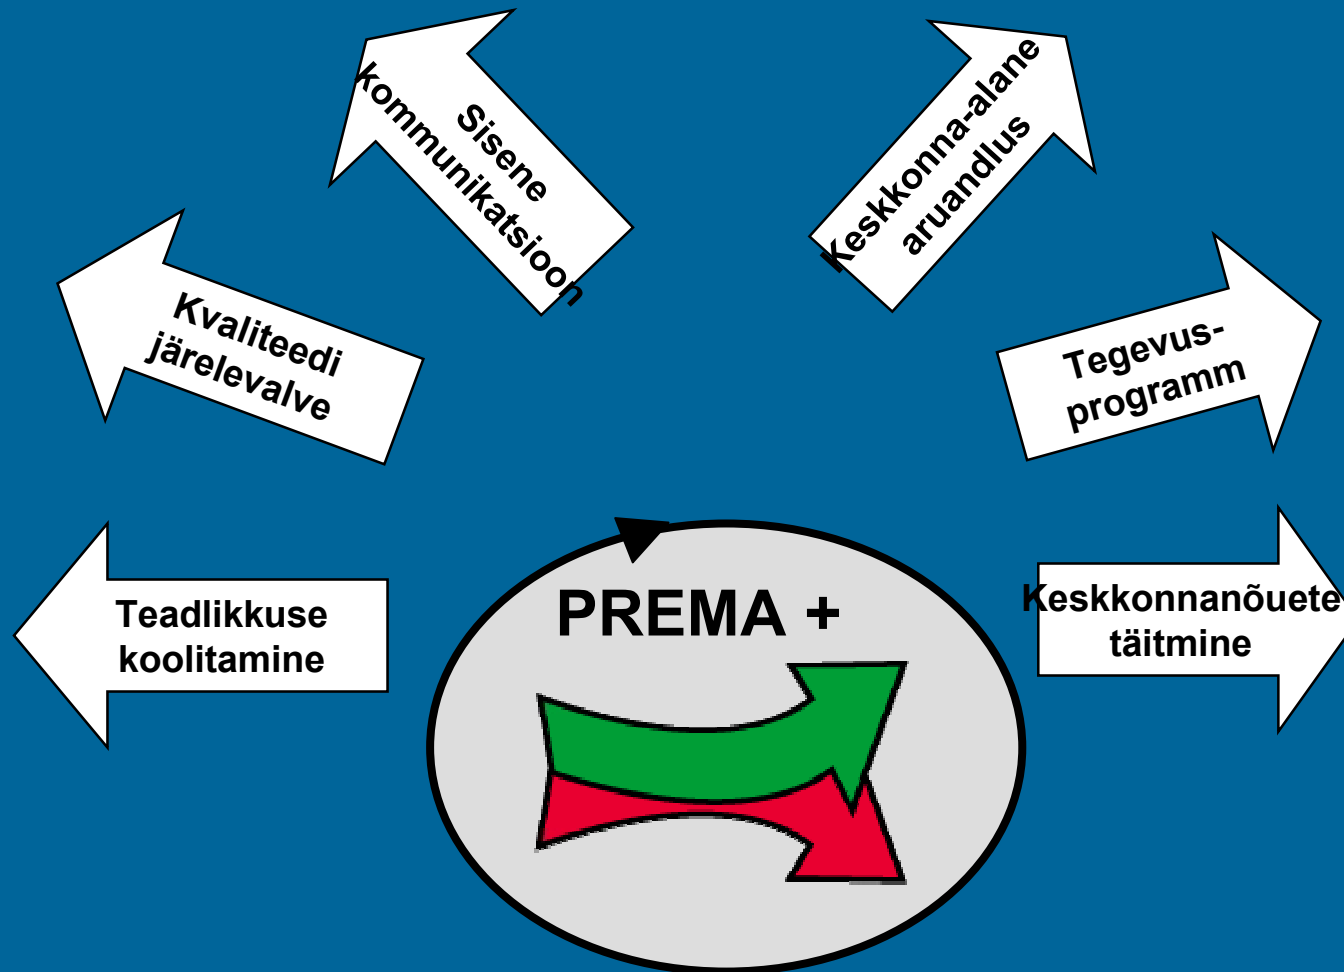 Sisene
kommunikatsioon
Keskkonna-alane
aruandlus
Kvaliteedi
järelevalve
Tegevus-
programm
Teadlikkuse
koolitamine
PREMA +
Keskkonnanõuete
täitmine